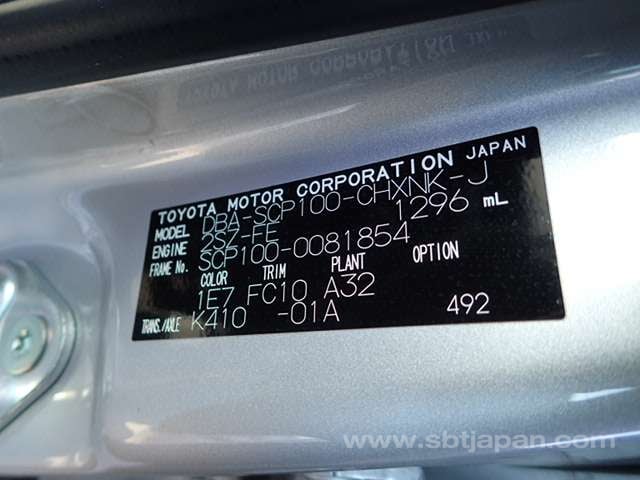 TOYOTA MOTOR CORPORATION JAPAN
MODEL DBA-SCP100-CHXNK-J
ENGINE 2SZ-FE 1296 mL
FRAME No. SCP100-0081854
COLOR TRIM PLANT OPTION
1E7 FC10 A32
TRANS./AXLE K410 -01A 492
www.sbtjapan.com